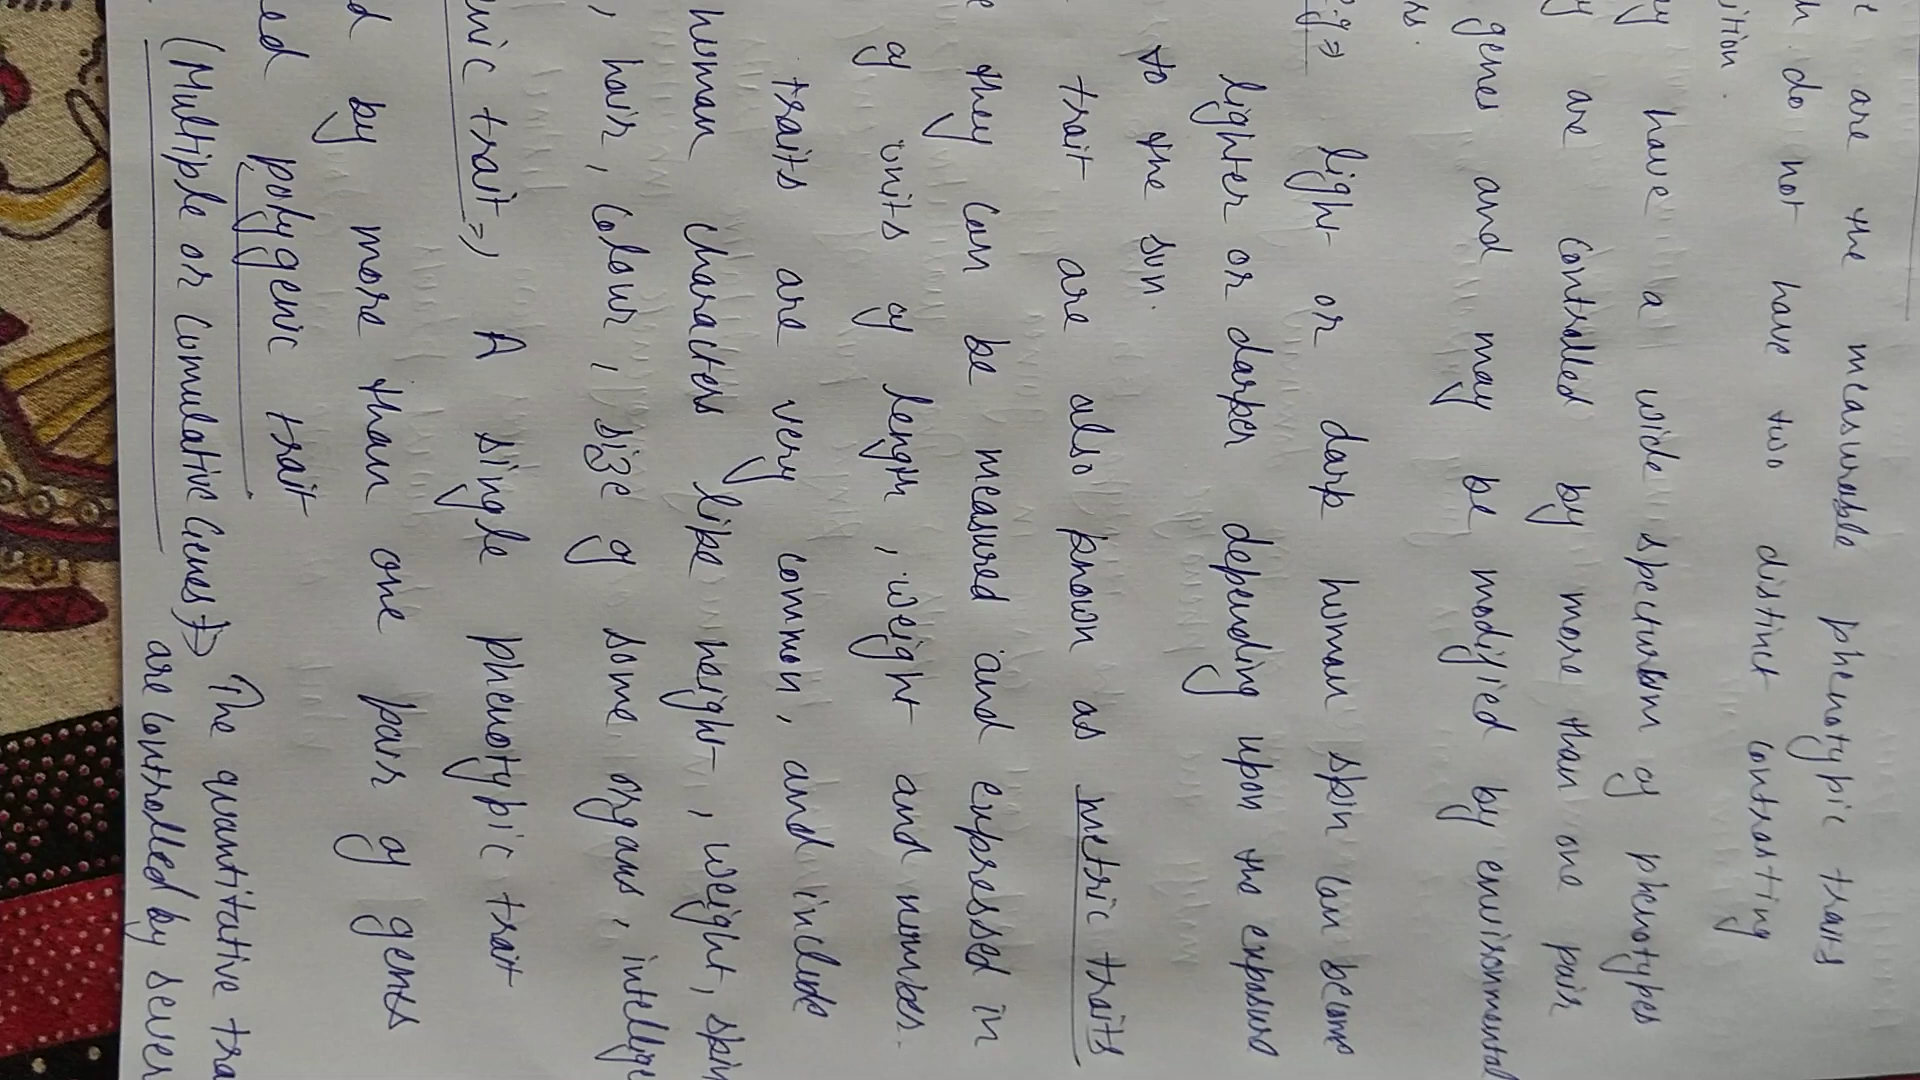 are the measurable phenotypic traits
do not have two distinct contrasting
ition.
have a wide spectrum of phenotypes
are controlled by more than one pair
genes and may be modified by environmental
rs.
e.g ⇒ light or dark human skin can become
lighter or darker depending upon the exposure
to the sun.
trait are also known as metric traits
they can be measured and expressed in
of units of length, weight and number.
traits are very common, and include
human characters like height, weight, skin
, hair, colour, size of some organs, intellige
enic trait ⇒ A single phenotypic trait
d by more than one pair of genes
ed polygenic trait
(Multiple or Cumulative Genes) ⇒ The quantitative tra
are controlled by sever